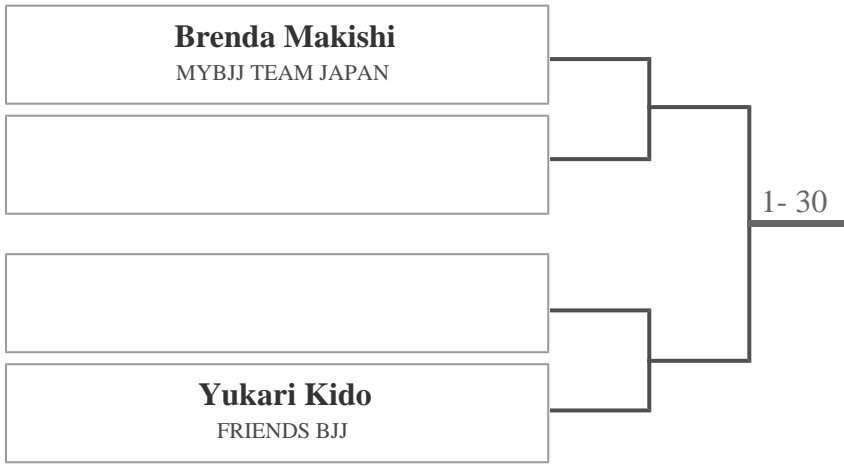 Brenda Makishi
MYBJJ TEAM JAPAN
1- 30
Yukari Kido
FRIENDS BJJ